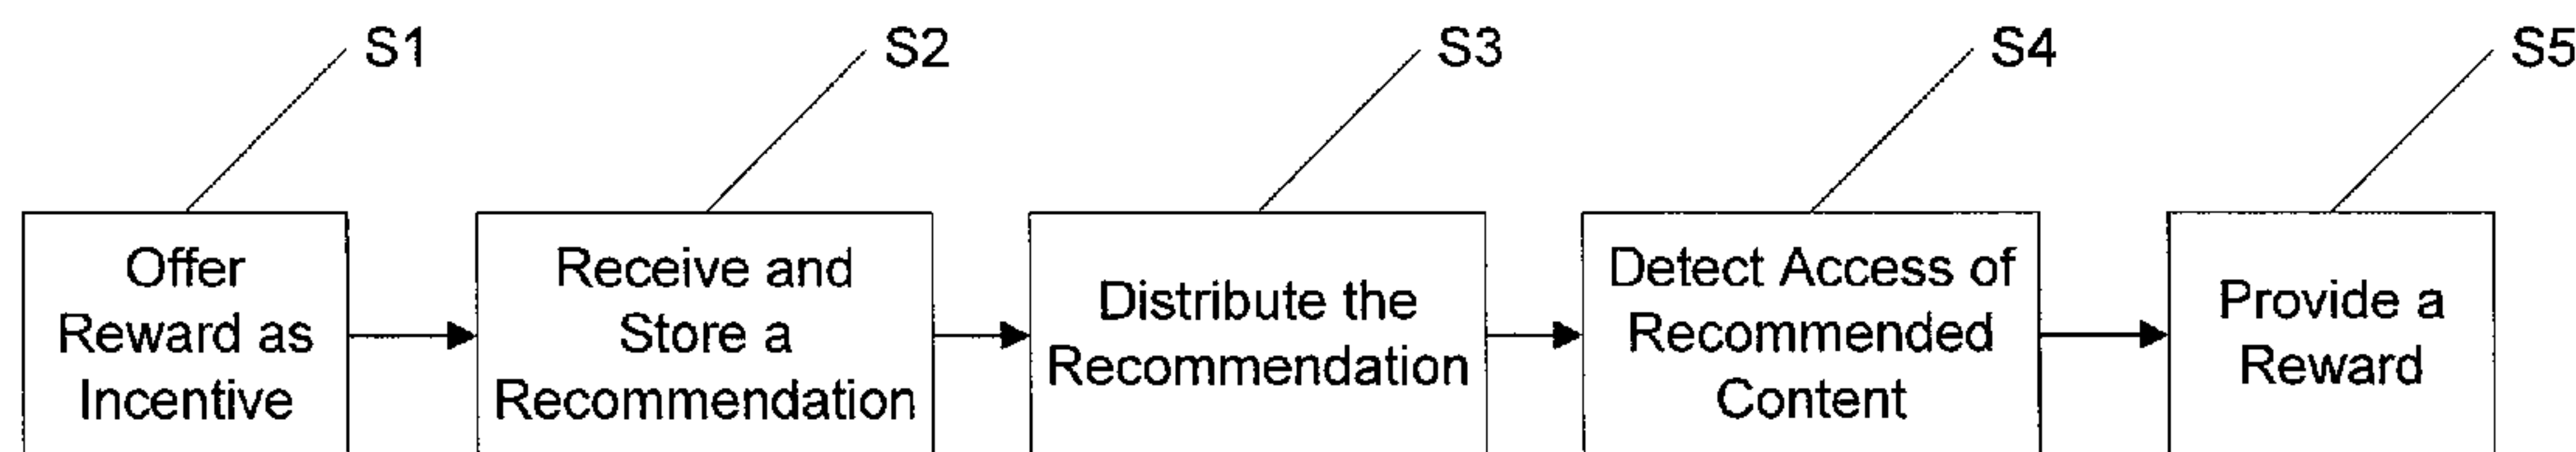 S1
S2
S3
S4
S5
Offer
Reward as
Incentive
Receive and
Store a
Recommendation
Distribute the
Recommendation
Detect Access of
Recommended
Content
Provide a
Reward